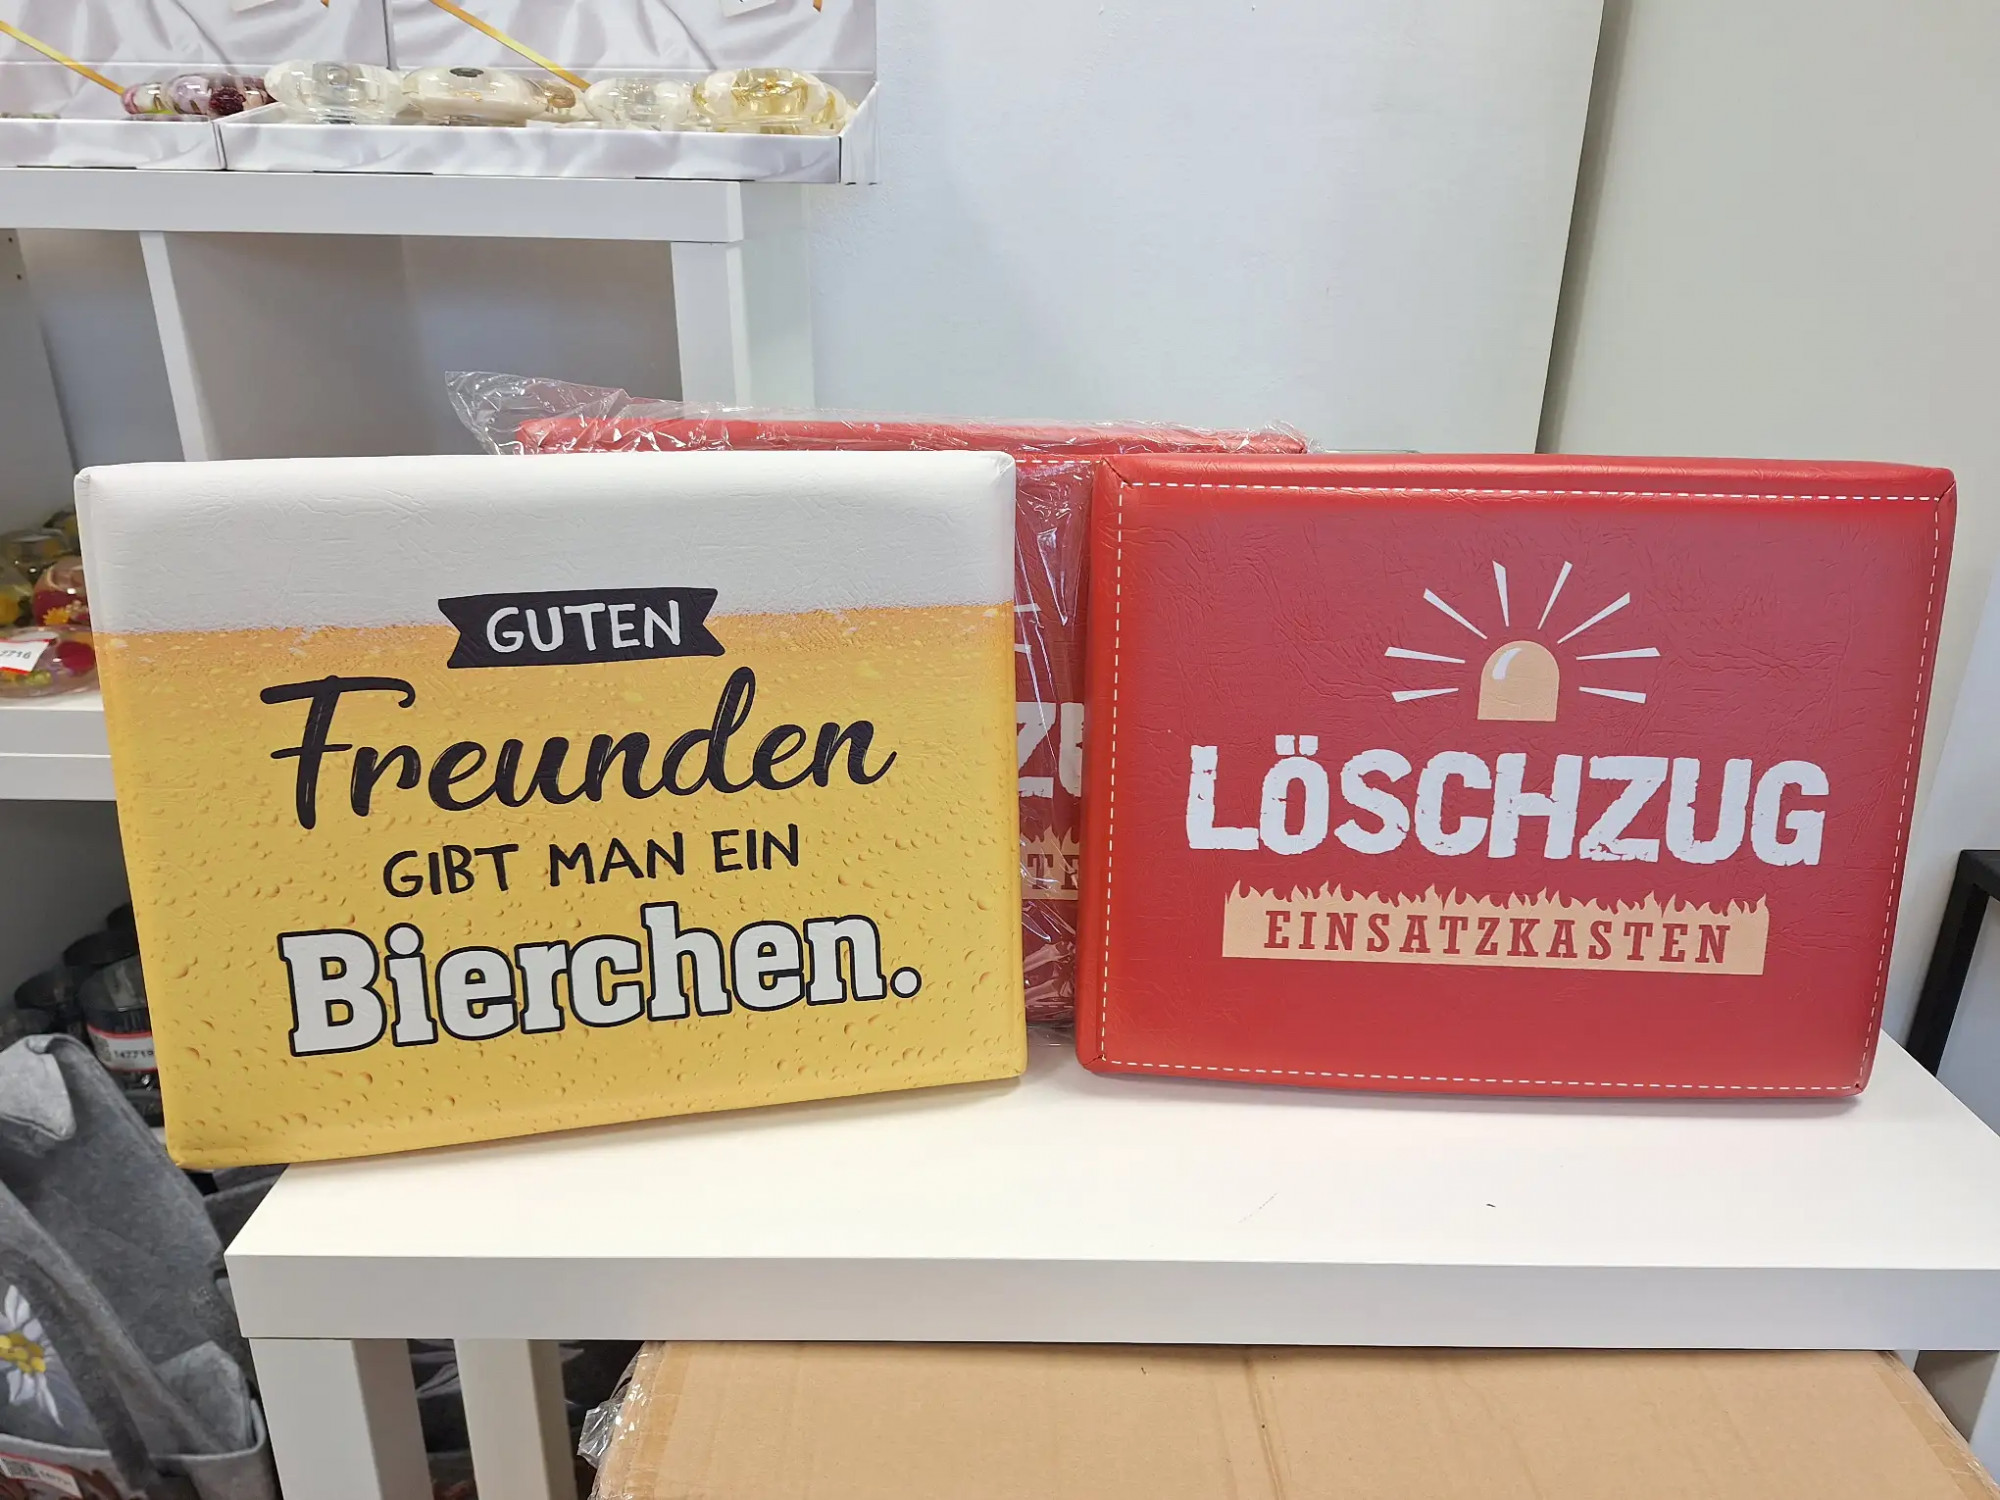 GUTEN
Freunden
GIBT MAN EIN
Bierchen.
LÖSCHZUG
EINSATZKASTEN